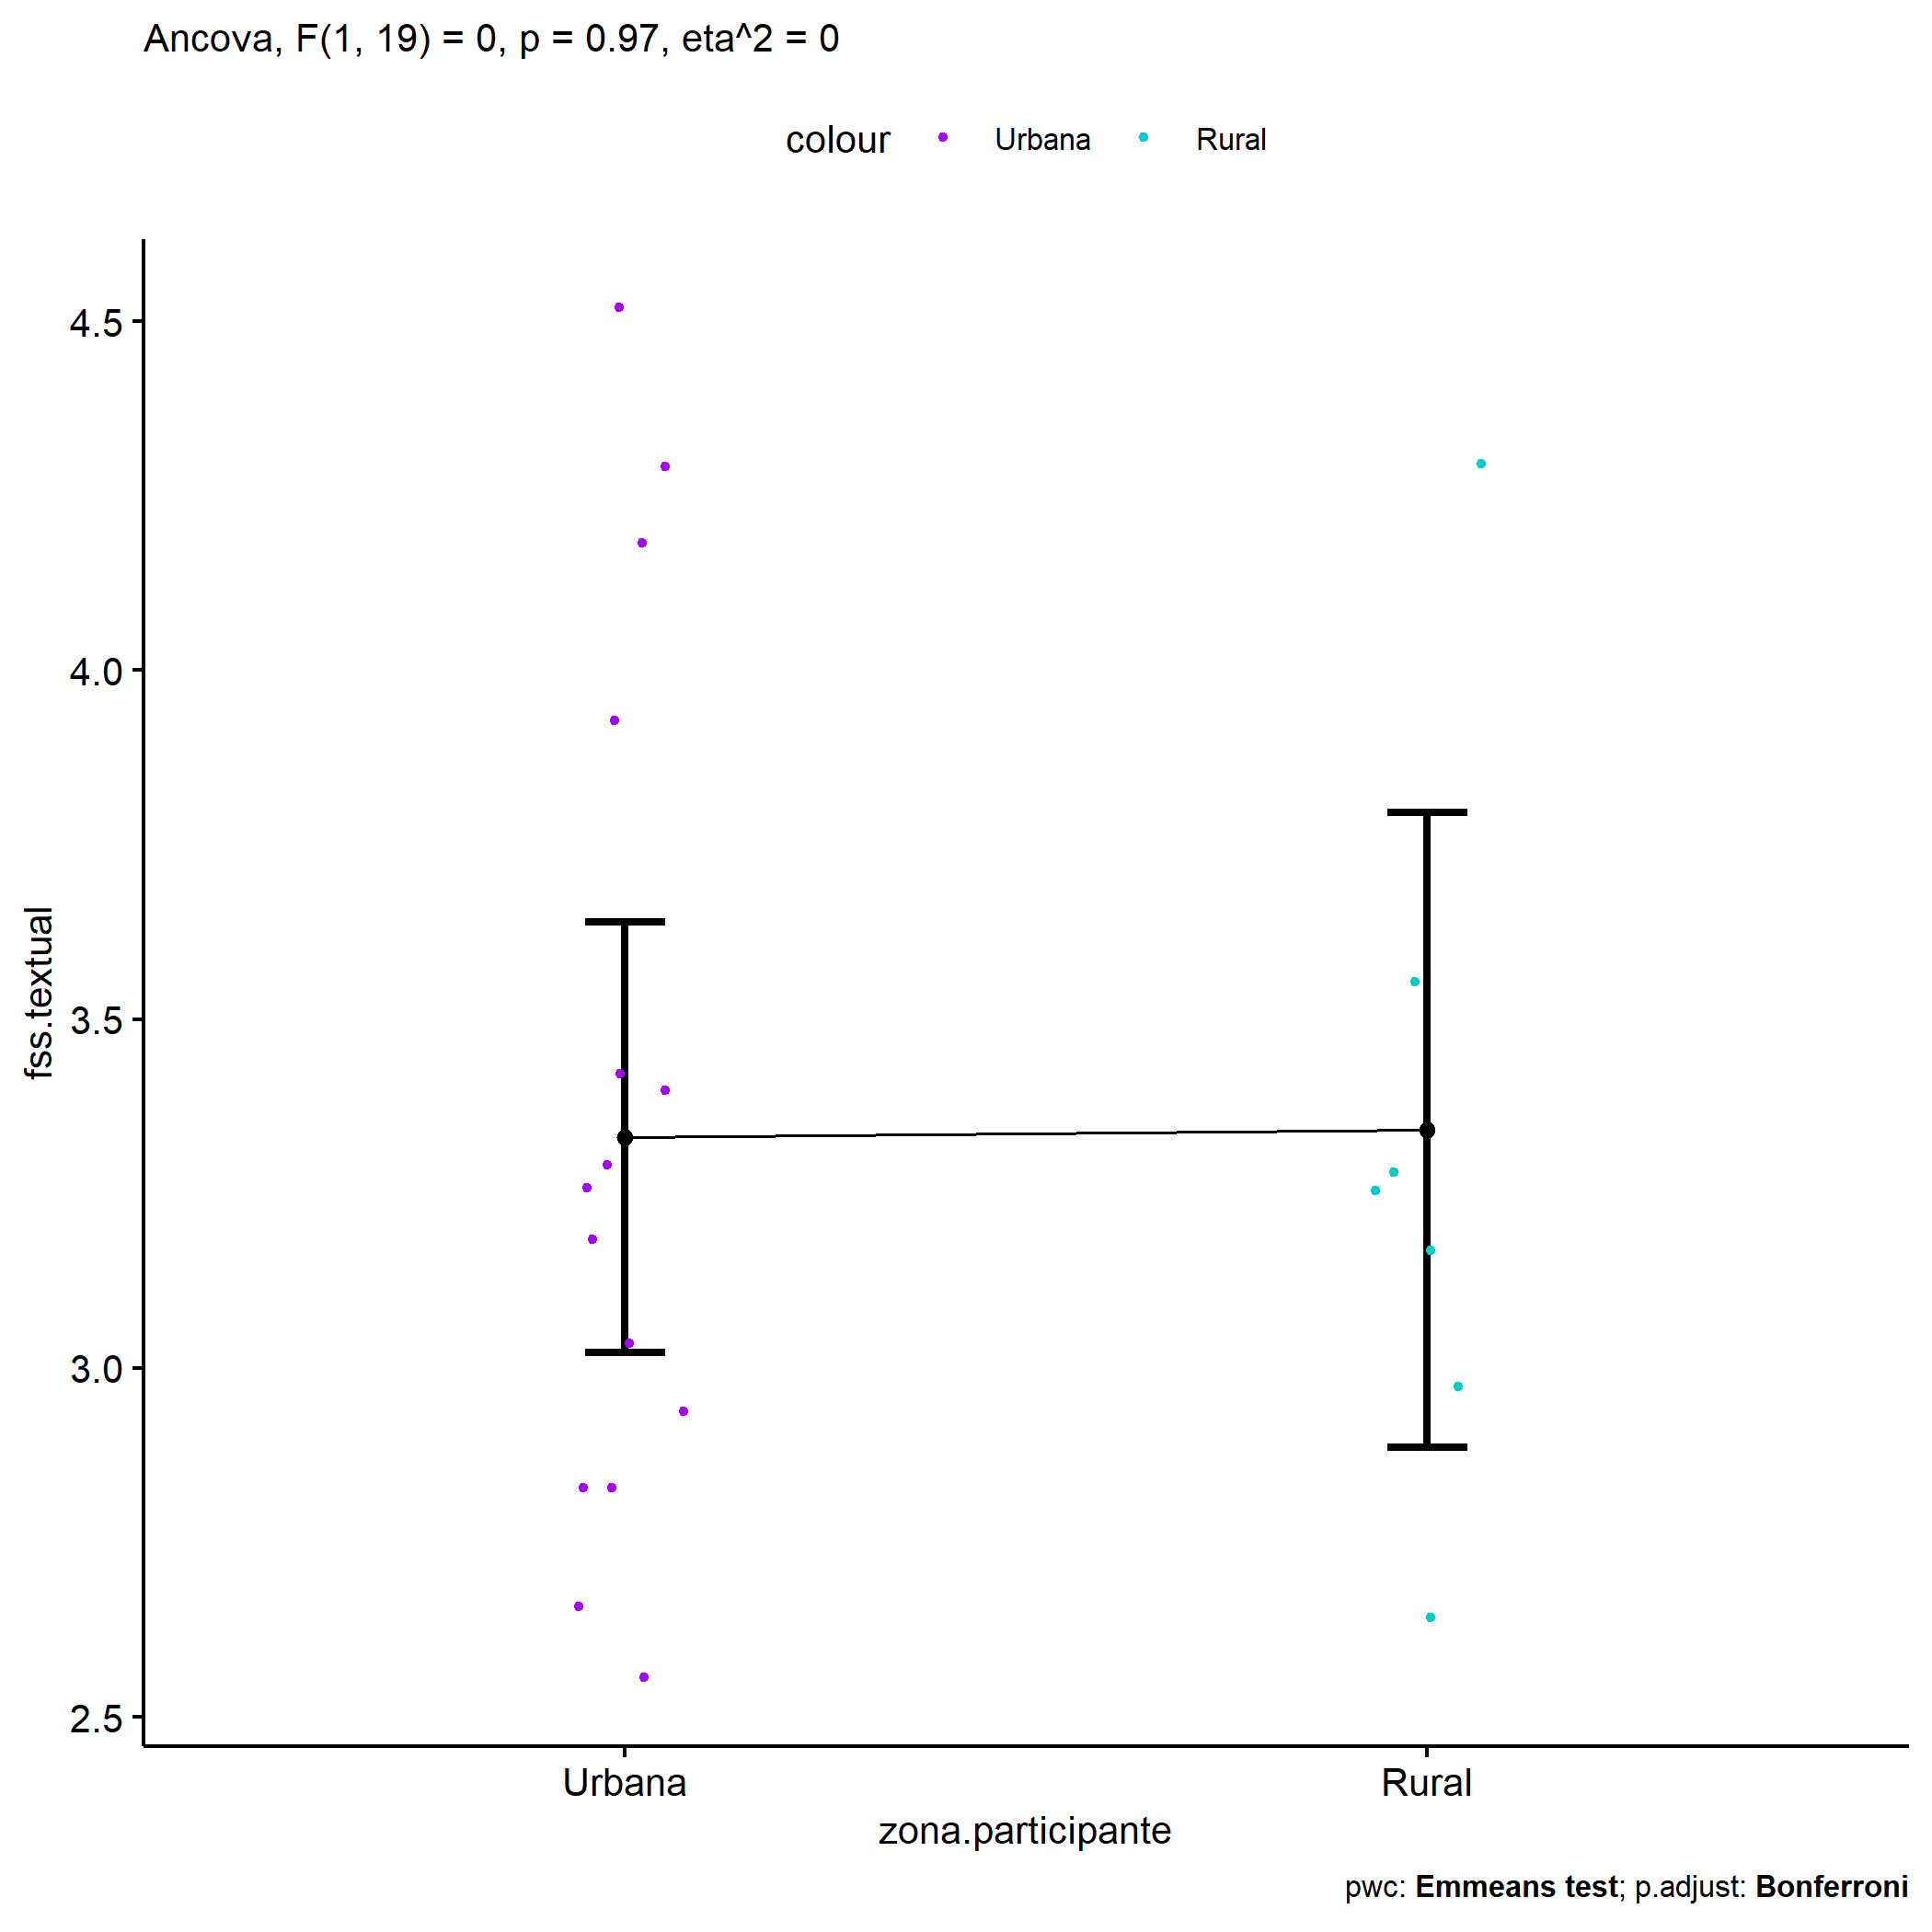 Ancova, F(1, 19) = 0, p = 0.97, eta^2 = 0
colour Urbana Rural
4.5
4.0
3.5
3.0
2.5
fss.textual
Urbana Rural
zona.participante
pwc: Emmeans test; p.adjust: Bonferroni